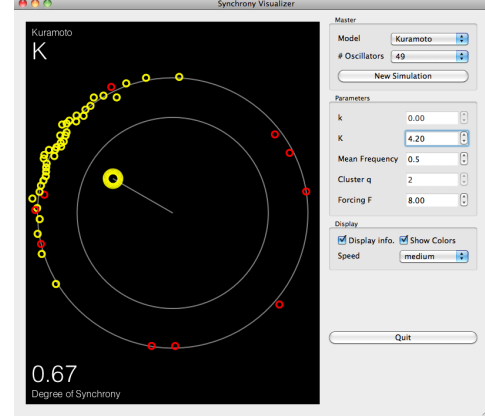 Synchrony Visualizer
Kuramoto
K
0.67
Degree of Synchrony
Master
Model Kuramoto
# Oscillators 49
New Simulation
Parameters
k 0.00
K 4.20
Mean Frequency 0.5
Cluster q 2
Forcing F 8.00
Display
Display info. Show Colors
Speed medium
Quit